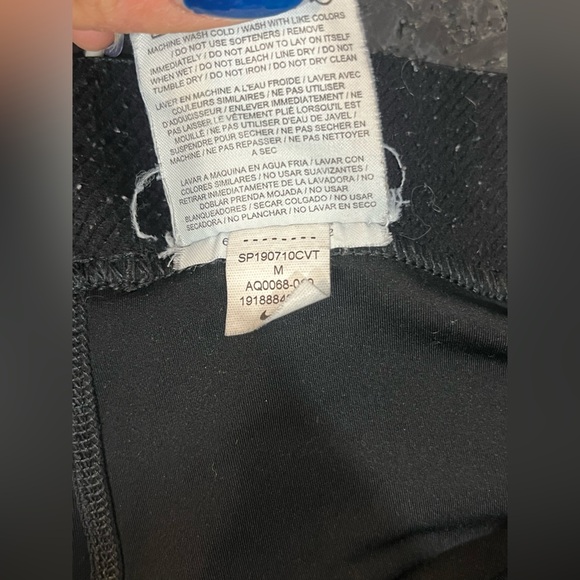 MACHINE WASH COLD / WASH WITH LIKE COLORS
/ DO NOT USE SOFTENERS / REMOVE
IMMEDIATELY / DO NOT ALLOW TO LAY ON ITSELF
WHEN WET / DO NOT BLEACH / LINE DRY / DO NOT
TUMBLE DRY / DO NOT IRON / DO NOT DRY CLEAN
LAVER EN MACHINE A L'EAU FROIDE / LAVER AVEC
COULEURS SIMILAIRES / NE PAS UTILISER
D'ADOUCISSEUR / ENLEVER IMMEDIATEMENT / NE
PAS LAISSER LE VÊTEMENT PLIÉ LORSQU'IL EST
MOUILLÉ / NE PAS UTILISER D'EAU DE JAVEL /
SUSPENDRE POUR SECHER / NE PAS SECHER EN
MACHINE / NE PAS REPASSER / NE PAS NETTOYER
A SEC
LAVAR A MAQUINA EN AGUA FRIA / LAVAR CON
COLORES SIMILARES / NO USAR SUAVIZANTES /
RETIRAR IMMEDIATAMENTE DE LA LAVADORA / NO
DOBLAR PRENDA MOJADA / NO USAR
BLANQUEADORES / SECAR COLGADO / NO USAR
SECADORA / NO PLANCHAR / NO LAVAR EN SECO
SP190710CVT
M
AQ0068-0
1918884